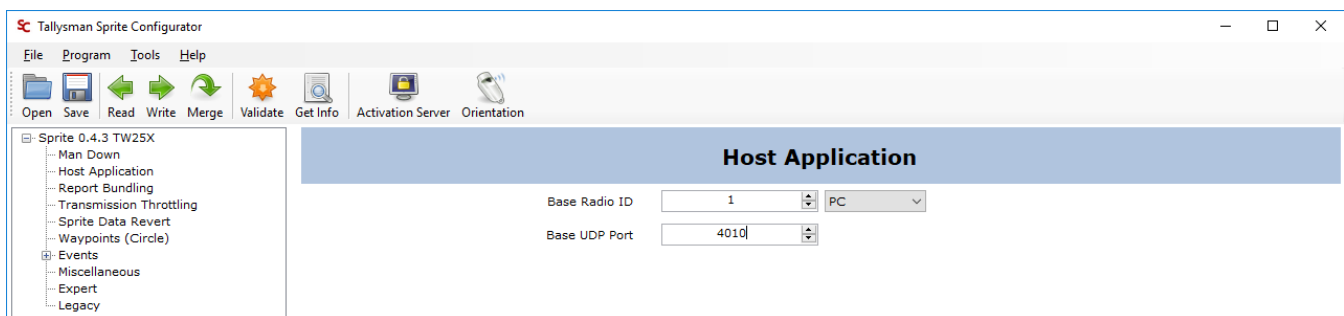 SC Tallysman Sprite Configurator
File Program Tools Help
Open Save Read Write Merge Validate Get Info Activation Server Orientation
Sprite 0.4.3 TW25X
Man Down
Host Application
Report Bundling
Transmission Throttling
Sprite Data Revert
Waypoints (Circle)
Events
Miscellaneous
Expert
Legacy
Host Application
Base Radio ID 1 PC
Base UDP Port 4010